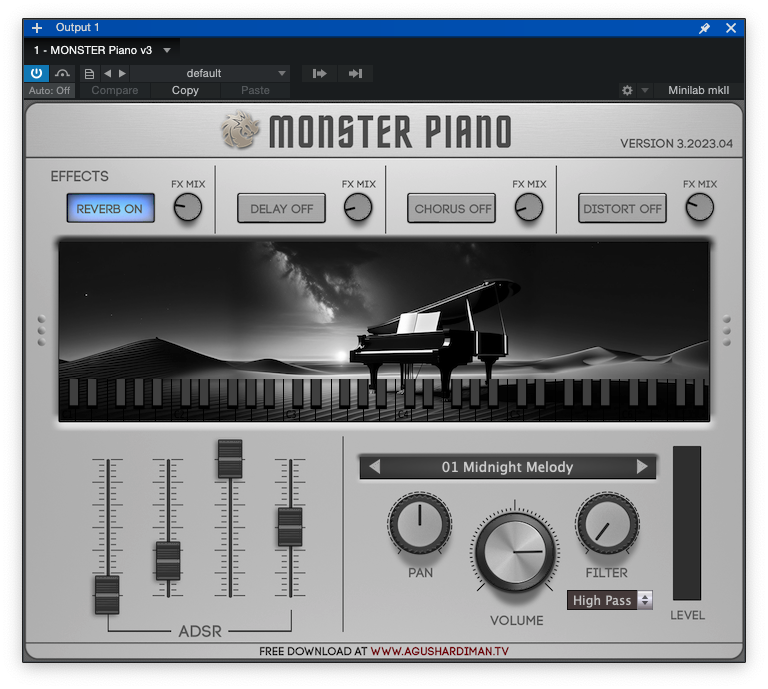 Output 1
1 - MONSTER Piano v3
default
Auto: Off Compare Copy Paste Minilab mkII
MONSTER PIANO
VERSION 3.2023.04
EFFECTS
FX MIX FX MIX FX MIX FX MIX
REVERB ON DELAY OFF CHORUS OFF DISTORT OFF
01 Midnight Melody
PAN FILTER
High Pass
VOLUME LEVEL
ADSR
FREE DOWNLOAD AT WWW.AGUSHARDIMAN.TV